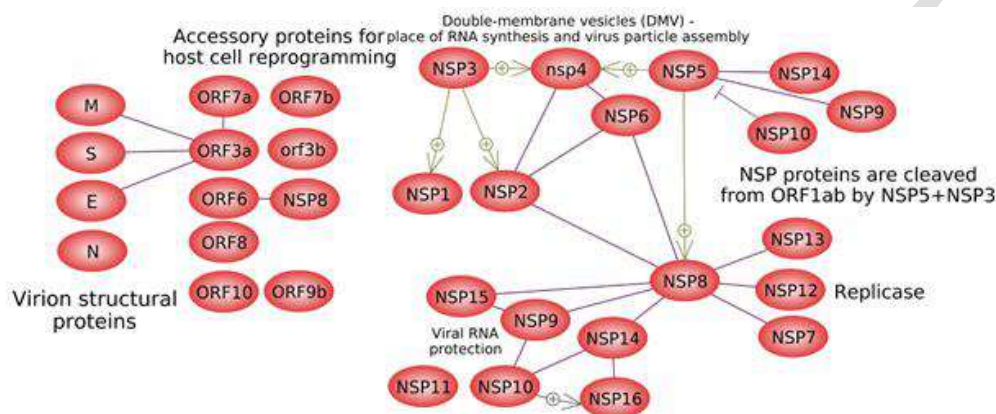 Accessory proteins for
host cell reprogramming
Double-membrane vesicles (DMV) -
place of RNA synthesis and virus particle assembly
M
S
E
N
Virion structural
proteins
ORF7a
ORF7b
ORF3a
orf3b
ORF6
NSP8
ORF8
ORF10
ORF9b
NSP3
+
nsp4
+
NSP5
NSP14
NSP9
NSP6
NSP10
+
+
NSP1
NSP2
NSP proteins are cleaved
from ORF1ab by NSP5+NSP3
+
NSP8
NSP13
NSP12
Replicase
NSP7
NSP15
NSP9
Viral RNA
protection
NSP14
NSP11
NSP10
+
NSP16